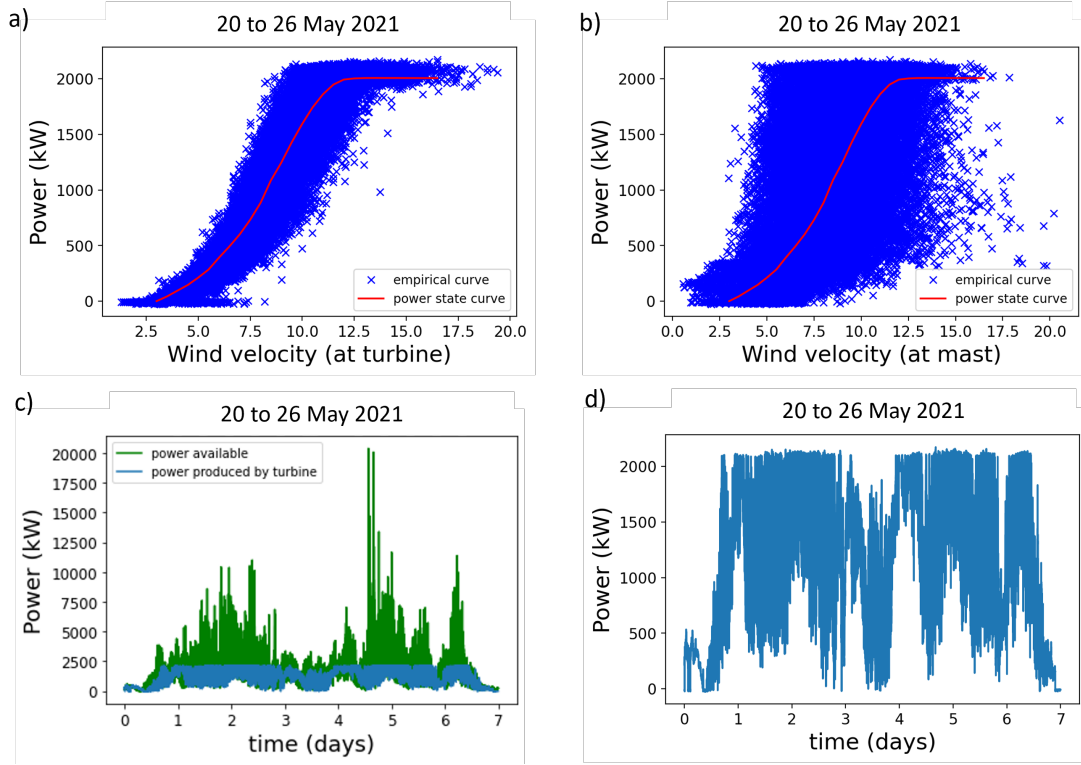 a)
20 to 26 May 2021
Power (kW)
2000
1500
1000
500
0
empirical curve
power state curve
2.5 5.0 7.5 10.0 12.5 15.0 17.5 20.0
Wind velocity (at turbine)
b)
20 to 26 May 2021
Power (kW)
2000
1500
1000
500
0
empirical curve
power state curve
0.0 2.5 5.0 7.5 10.0 12.5 15.0 17.5 20.0
Wind velocity (at mast)
c)
20 to 26 May 2021
Power (kW)
power available
power produced by turbine
20000
17500
15000
12500
10000
7500
5000
2500
0
0 1 2 3 4 5 6 7
time (days)
d)
20 to 26 May 2021
Power (kW)
2000
1500
1000
500
0
0 1 2 3 4 5 6 7
time (days)